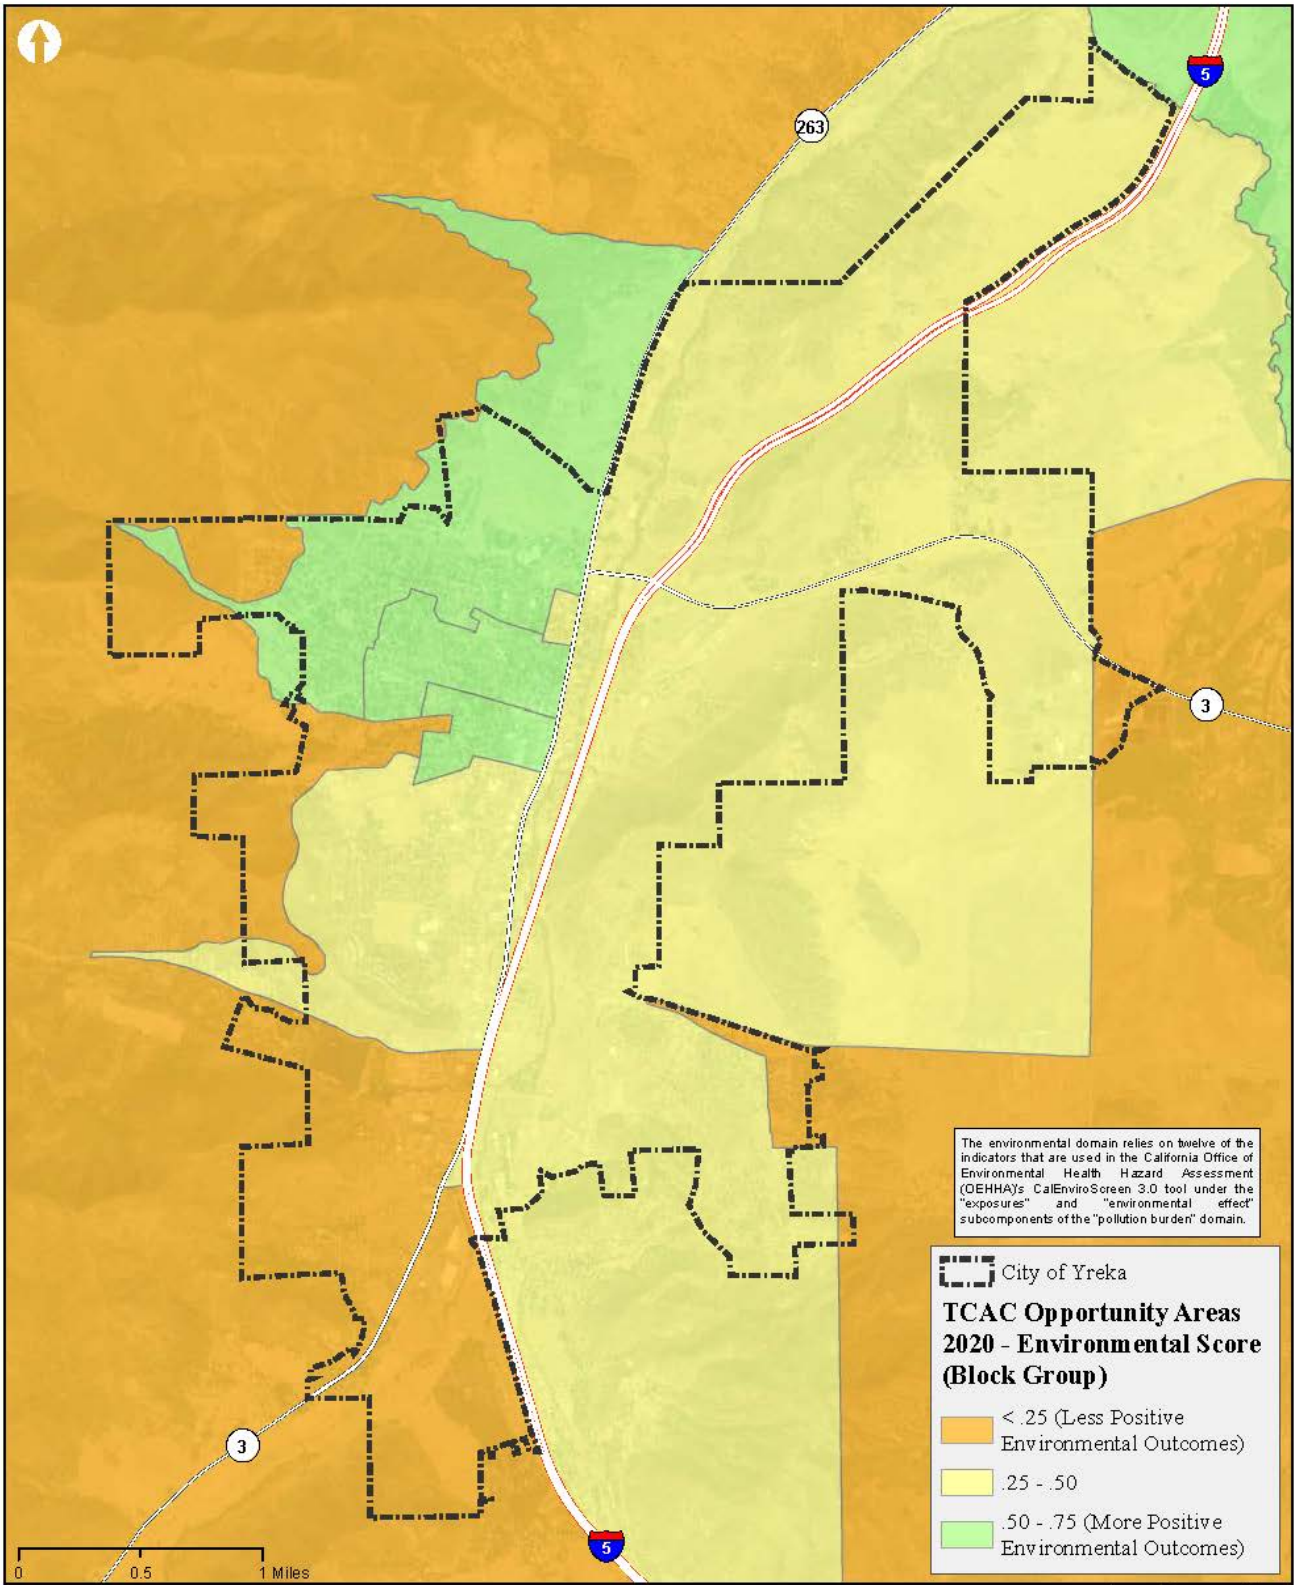 5
263
3
The environmental domain relies on twelve of the
indicators that are used in the California Office of
Environmental Health Hazard Assessment
(OEHHA)'s CalEnviroScreen 3.0 tool under the
"exposures" and "environmental effect"
subcomponents of the "pollution burden" domain.
City of Yreka
TCAC Opportunity Areas
2020 - Environmental Score
(Block Group)
< .25 (Less Positive
Environmental Outcomes)
.25 - .50
.50 - .75 (More Positive
Environmental Outcomes)
3
5
0 0.5 1 Miles